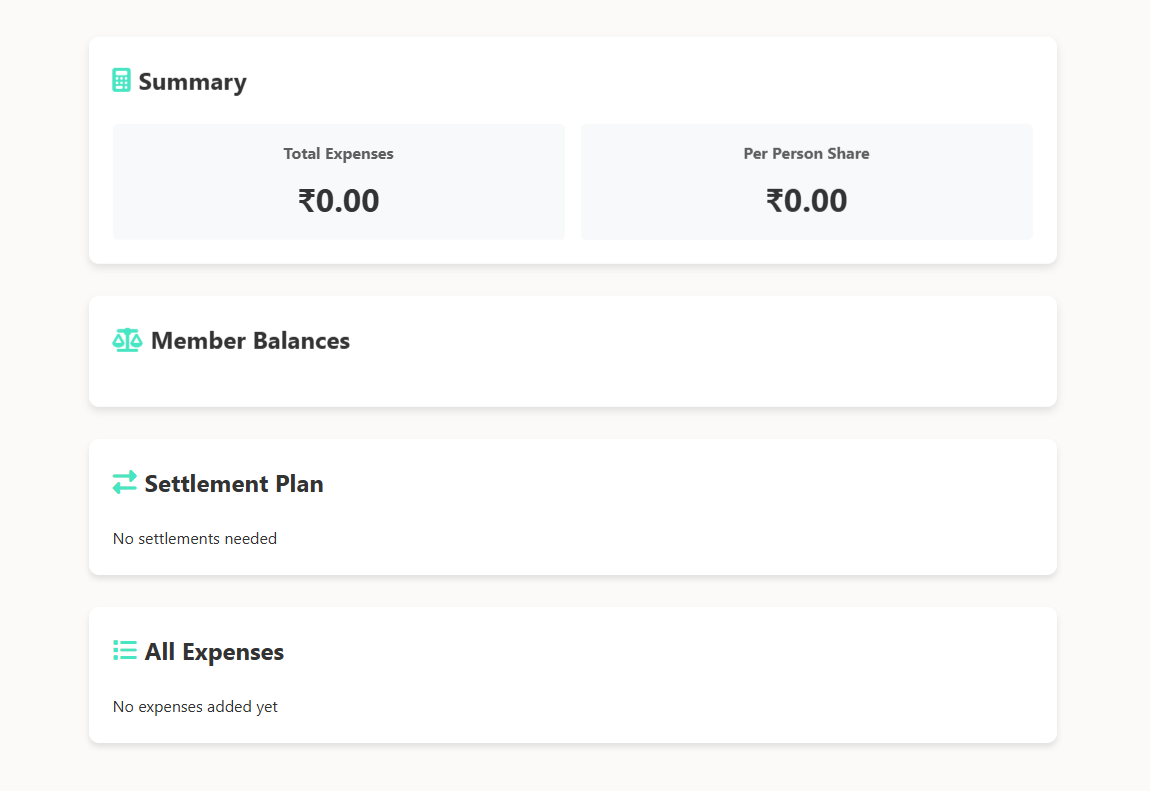 Summary
Total Expenses
₹0.00
Per Person Share
₹0.00
Member Balances
Settlement Plan
No settlements needed
All Expenses
No expenses added yet